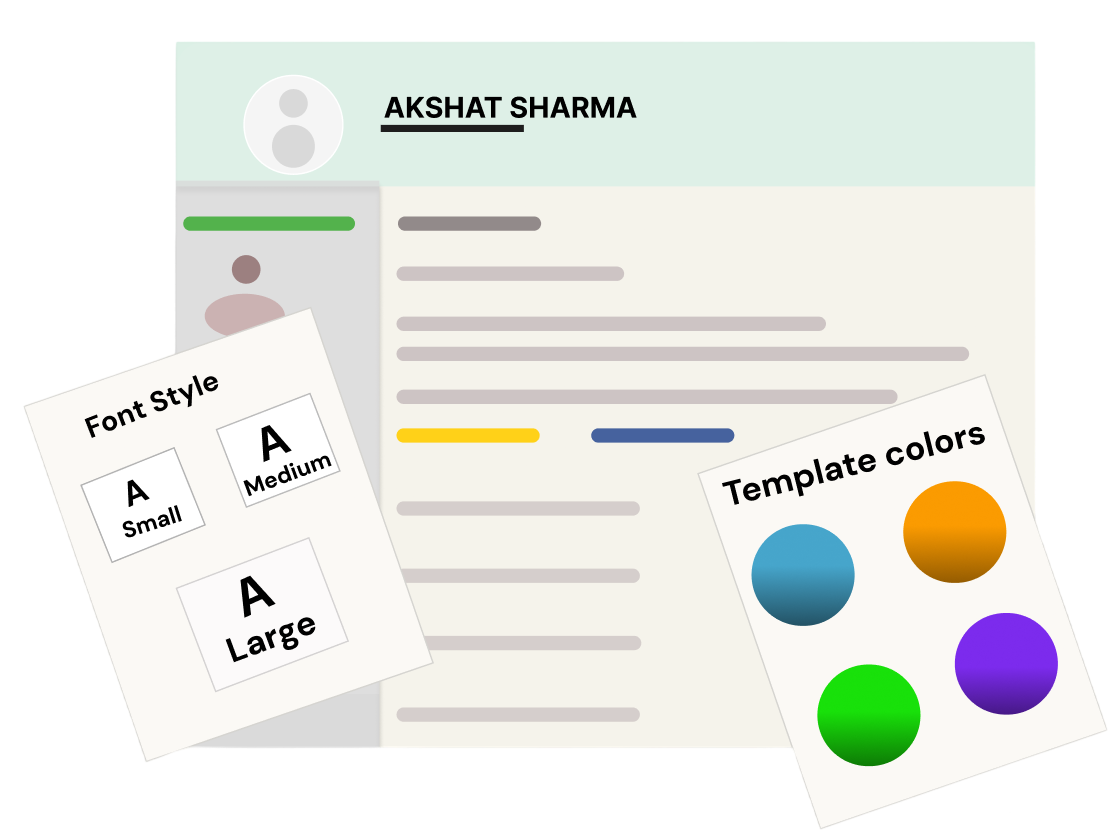 AKSHAT SHARMA
Font Style
A
Small
A
Medium
A
Large
Template colors